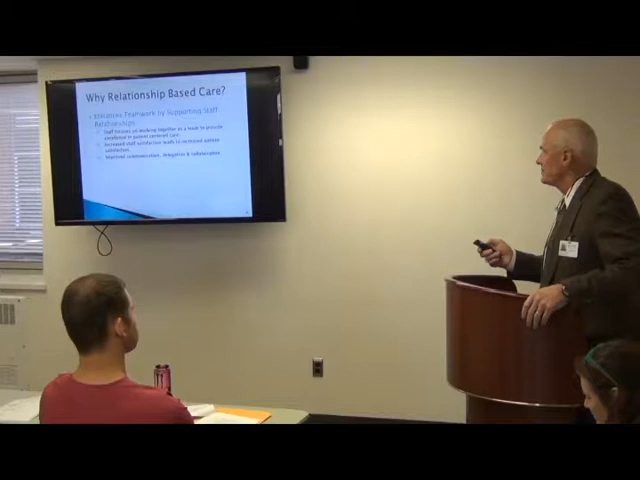 Why Relationship Based Care?
Enhances Teamwork by Supporting Staff
Relationships
Staff focuses on working together as a team to provide
excellence in patient centered care.
Increased staff satisfaction leads to increased patient
satisfaction.
Improved communication, delegation & collaboration